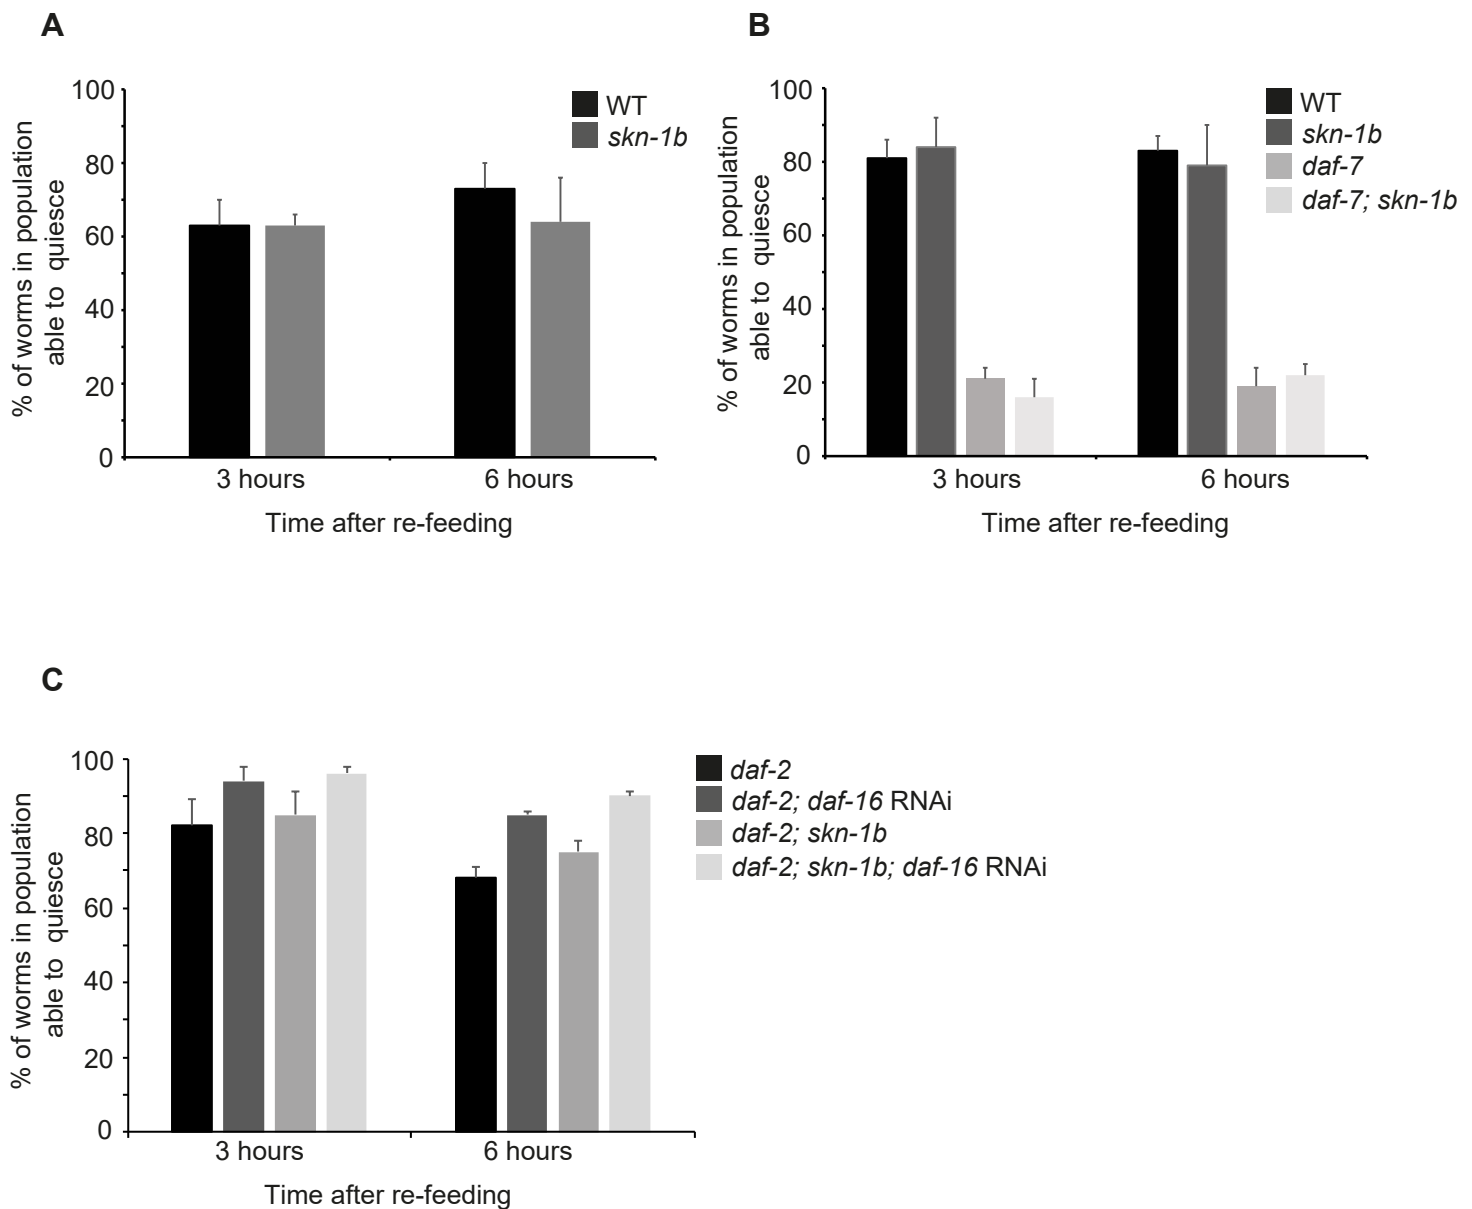 A
% of worms in population
able to quiesce
100
80
60
40
20
0
WT
skn-1b
3 hours
6 hours
Time after re-feeding
B
% of worms in population
able to quiesce
100
80
60
40
20
0
WT
skn-1b
daf-7
daf-7; skn-1b
3 hours
6 hours
Time after re-feeding
C
% of worms in population
able to quiesce
100
80
60
40
20
0
daf-2
daf-2; daf-16 RNAi
daf-2; skn-1b
daf-2; skn-1b; daf-16 RNAi
3 hours
6 hours
Time after re-feeding